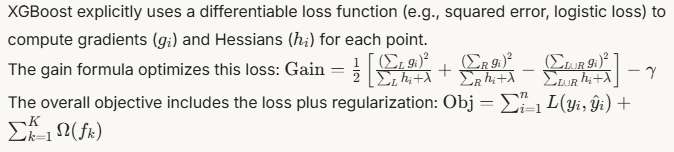 XGBoost explicitly uses a differentiable loss function (e.g., squared error, logistic loss) to
compute gradients (g_i) and Hessians (h_i) for each point.
The gain formula optimizes this loss: Gain = \frac{1}{2} \left[ \frac{(\sum_L g_i)^2}{\sum_L h_i + \lambda} + \frac{(\sum_R g_i)^2}{\sum_R h_i + \lambda} - \frac{(\sum_{L \cup R} g_i)^2}{\sum_{L \cup R} h_i + \lambda} \right] - \gamma
The overall objective includes the loss plus regularization: Obj = \sum_{i=1}^{n} L(y_i, \hat{y}_i) +
\sum_{k=1}^{K} \Omega(f_k)